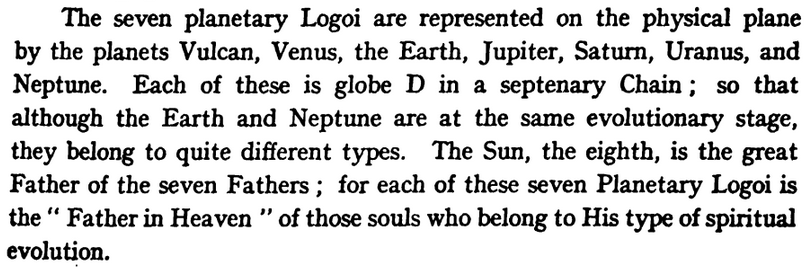 The seven planetary Logoi are represented on the physical plane
by the planets Vulcan, Venus, the Earth, Jupiter, Saturn, Uranus, and
Neptune. Each of these is globe D in a septenary Chain ; so that
although the Earth and Neptune are at the same evolutionary stage,
they belong to quite different types. The Sun, the eighth, is the great
Father of the seven Fathers ; for each of these seven Planetary Logoi is
the “ Father in Heaven ” of those souls who belong to His type of spiritual
evolution.